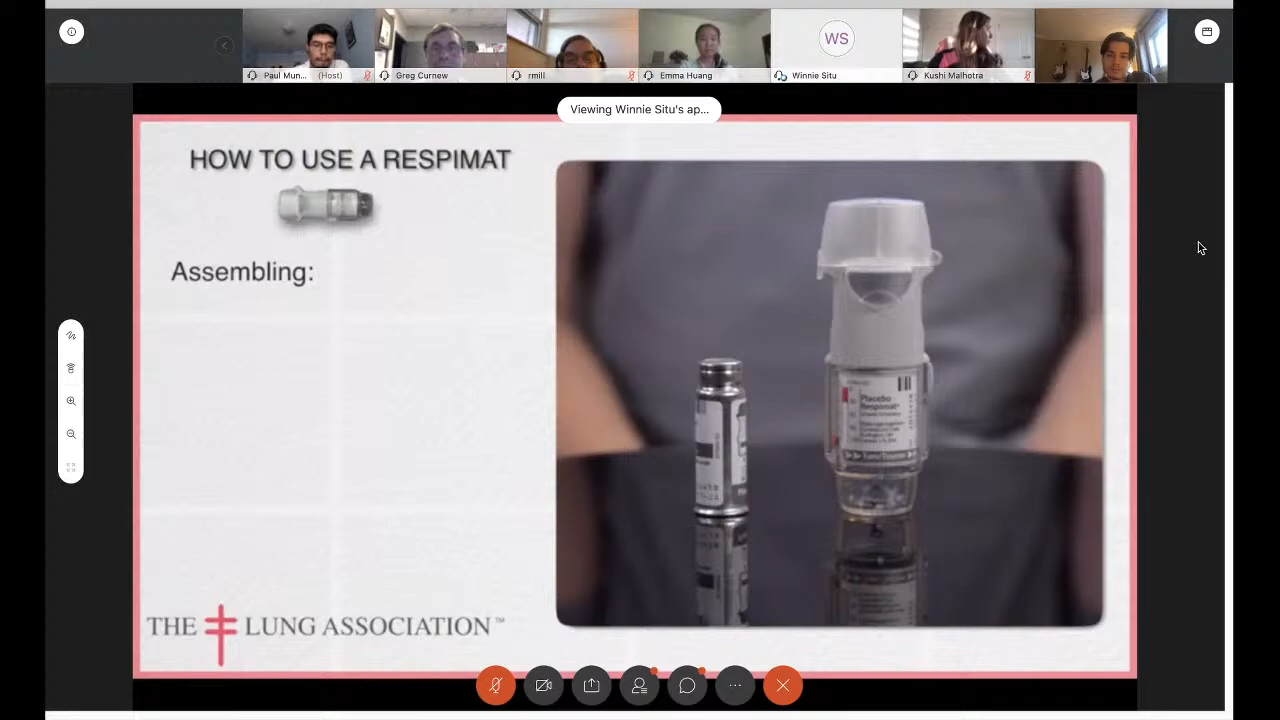 WS
Paul Mun... (Host)
Greg Curnew
rmill
Emma Huang
Winnie Situ
Kushi Malhotra
Viewing Winnie Situ's ap...
HOW TO USE A RESPIMAT
Assembling:
Placebo
Respimat
THE LUNG ASSOCIATION™